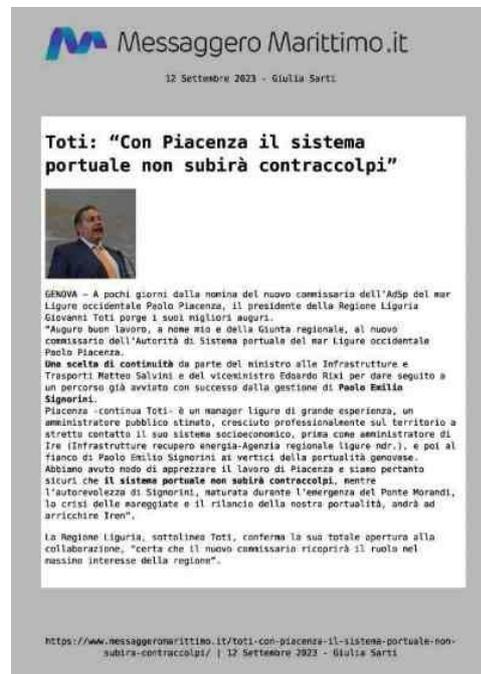 Messaggero Marittimo.it
12 Settembre 2023 - Giulia Sarti
Toti: “Con Piacenza il sistema
portuale non subirà contraccolpi”
GENOVA – A pochi giorni dalla nomina del nuovo commissario dell'AdSp del mar
Ligure occidentale Paolo Piacenza, il presidente della Regione Liguria
Giovanni Toti porge i suoi migliori auguri.
"Auguro buon lavoro, a nome mio e della Giunta regionale, al nuovo
commissario dell'Autorità di Sistema portuale del mar Ligure occidentale
Paolo Piacenza.
Una scelta di continuità da parte del ministro alle Infrastrutture e
Trasporti Matteo Salvini e del viceministro Edoardo Rixi per dare seguito a
un percorso già avviato con successo dalla gestione di Paolo Emilio
Signorini.
Piacenza -continua Toti- è un manager ligure di grande esperienza, un
amministratore pubblico stimato, cresciuto professionalmente sul territorio a
stretto contatto il suo sistema socioeconomico, prima come amministratore di
Ire (Infrastrutture recupero energia-Agenzia regionale ligure ndr.), e poi al
fianco di Paolo Emilio Signorini ai vertici della portualità genovese.
Abbiamo avuto modo di apprezzare il lavoro di Piacenza e siamo pertanto
sicuri che il sistema portuale non subirà contraccolpi, mentre
l'autorevolezza di Signorini, maturata durante l'emergenza del Ponte Morandi,
la crisi delle mareggiate e il rilancio della nostra portualità, andrà ad
arricchire Iren".
La Regione Liguria, sottolinea Toti, conferma la sua totale apertura alla
collaborazione, "certa che il nuovo commissario ricoprirà il ruolo nel
massimo interesse della regione".
https://www.messaggeromarittimo.it/toti-con-piacenza-il-sistema-portuale-non-
subira-contraccolpi/ | 12 Settembre 2023 - Giulia Sarti